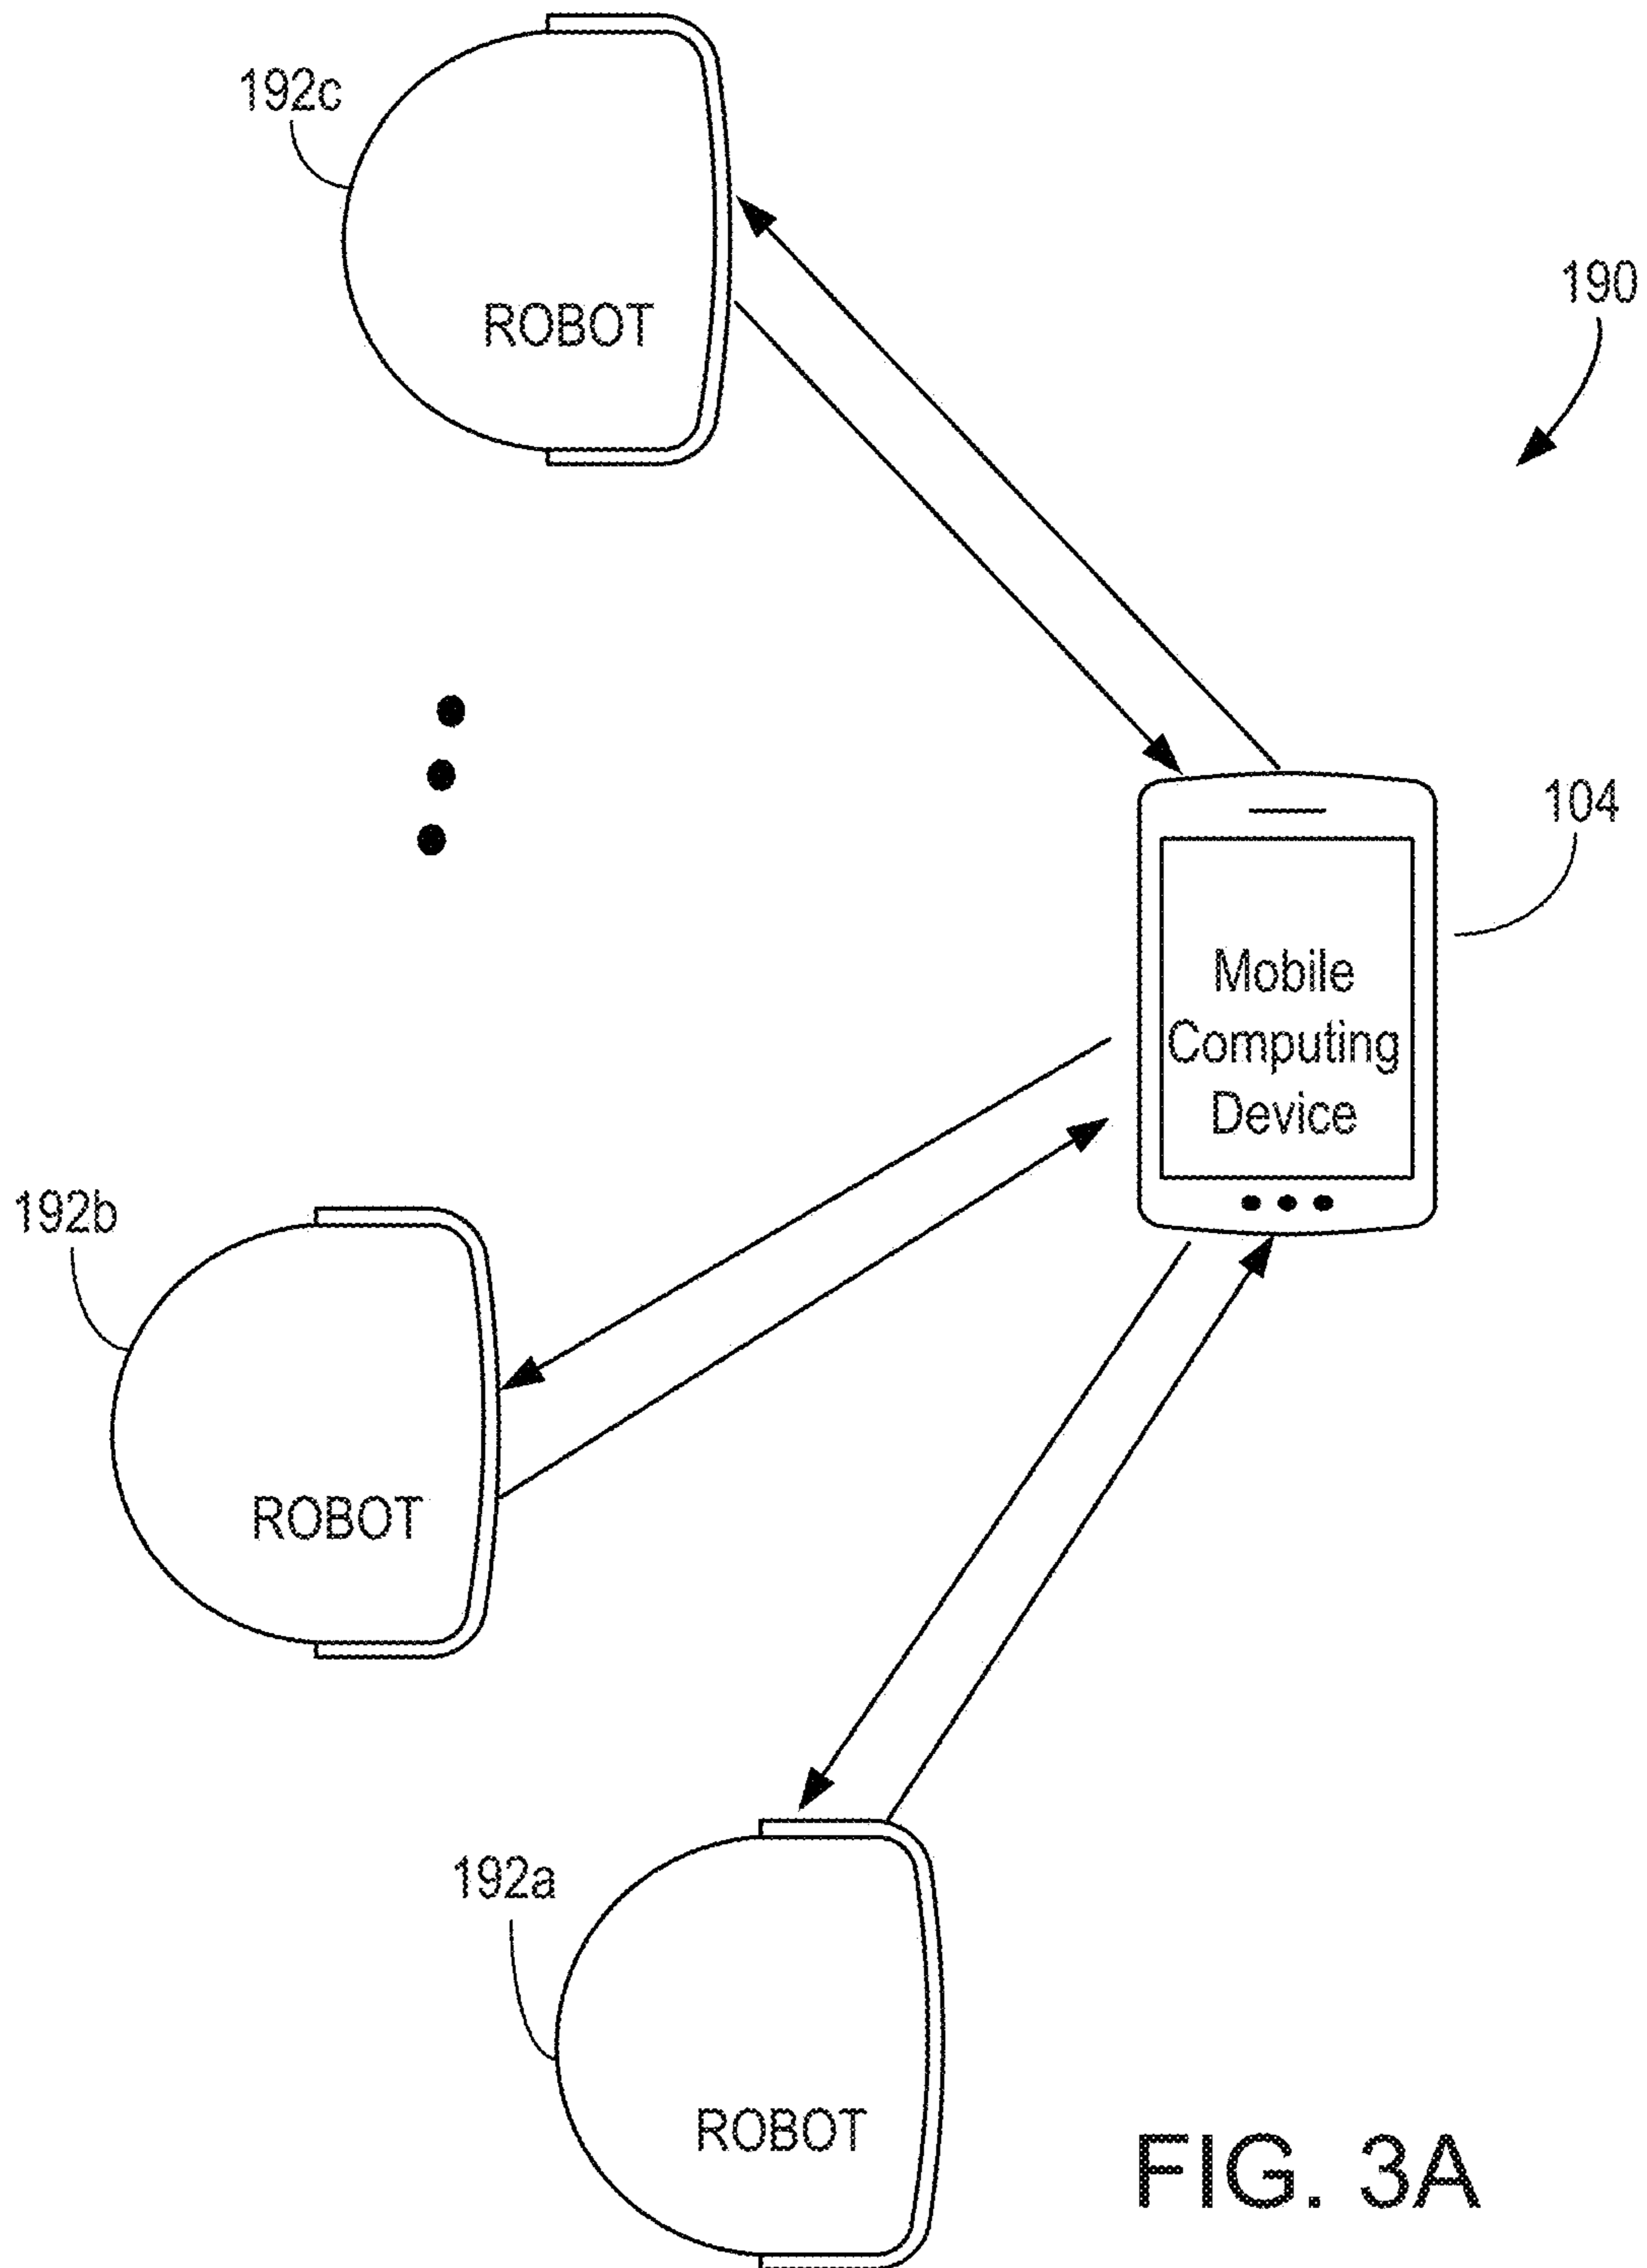 192c
ROBOT
190
104
Mobile
Computing
Device
192b
ROBOT
192a
ROBOT
FIG. 3A